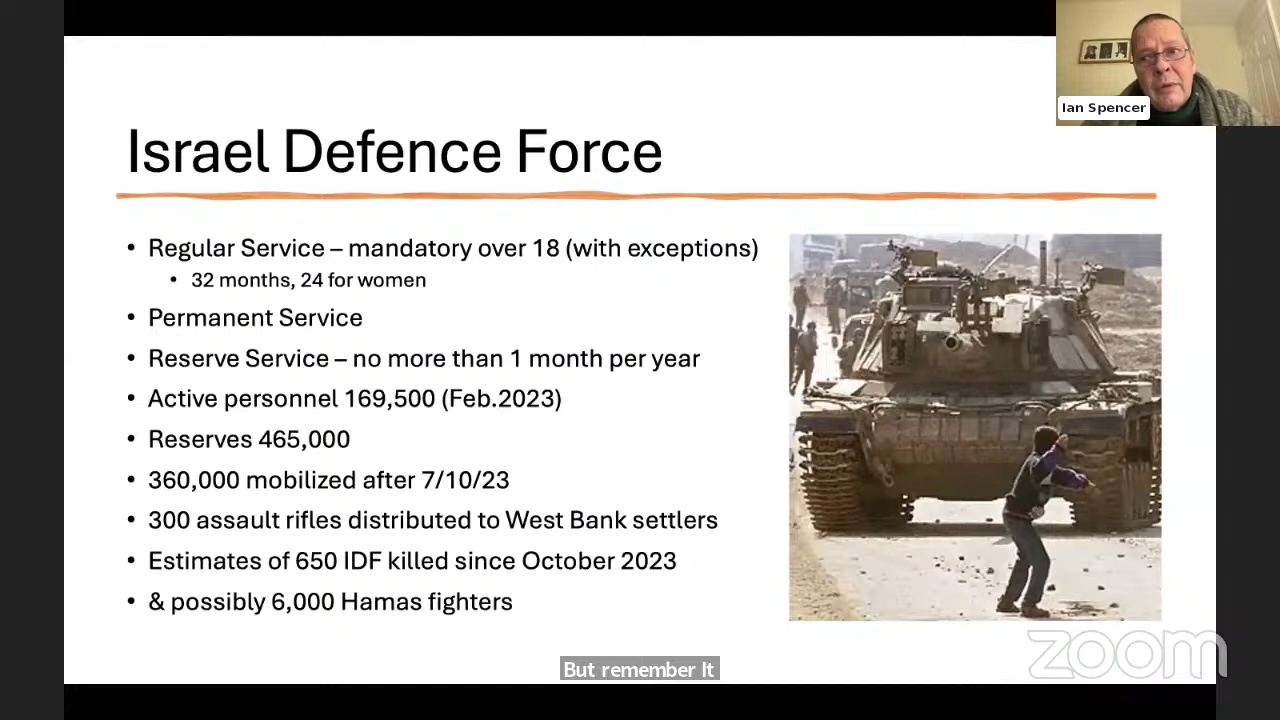 Ian Spencer
Israel Defence Force
• Regular Service – mandatory over 18 (with exceptions)
• 32 months, 24 for women
• Permanent Service
• Reserve Service – no more than 1 month per year
• Active personnel 169,500 (Feb.2023)
• Reserves 465,000
• 360,000 mobilized after 7/10/23
• 300 assault rifles distributed to West Bank settlers
• Estimates of 650 IDF killed since October 2023
• & possibly 6,000 Hamas fighters
zoom
But remember It